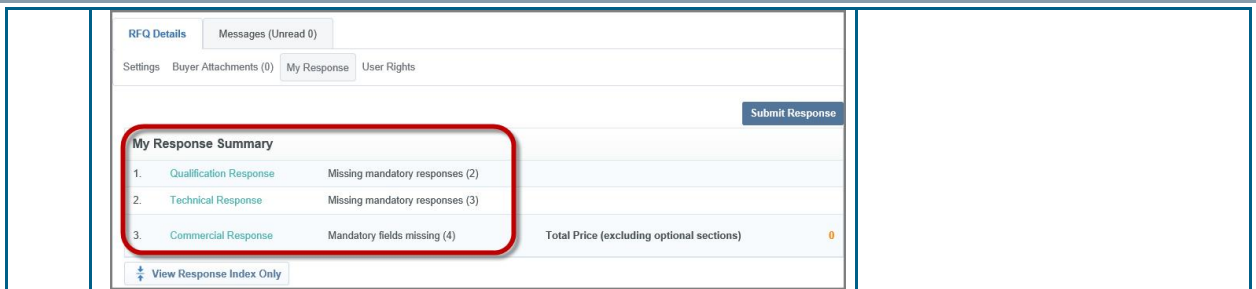 RFQ Details Messages (Unread 0)
Settings Buyer Attachments (0) My Response User Rights
Submit Response
My Response Summary
1. Qualification Response Missing mandatory responses (2)
2. Technical Response Missing mandatory responses (3)
3. Commercial Response Mandatory fields missing (4) Total Price (excluding optional sections) 0
View Response Index Only